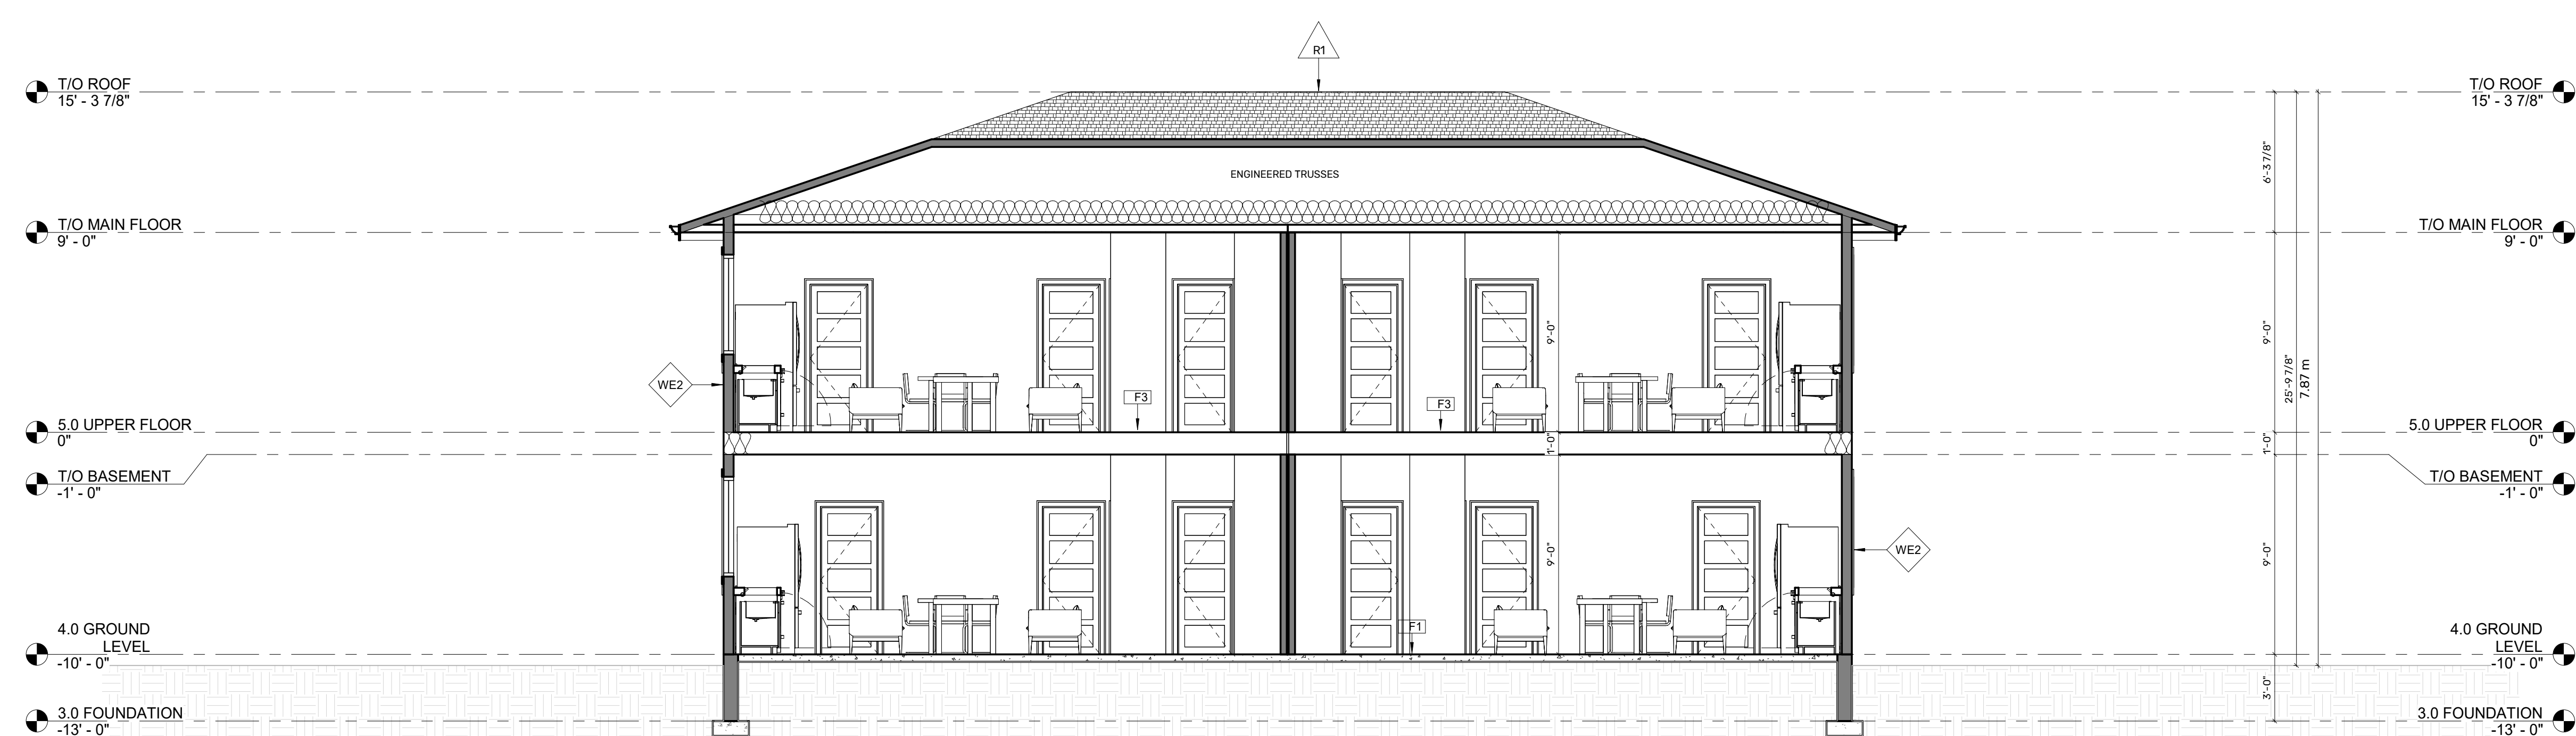 R1
T/O ROOF
15' - 3 7/8"
T/O ROOF
15' - 3 7/8"
6'-3 7/8"
ENGINEERED TRUSSES
T/O MAIN FLOOR
9' - 0"
T/O MAIN FLOOR
9' - 0"
9'-0"
9'-0"
25'-9 7/8"
7.87 m
WE2
F3
F3
5.0 UPPER FLOOR
0"
5.0 UPPER FLOOR
0"
1'-0"
1'-0"
T/O BASEMENT
-1' - 0"
T/O BASEMENT
-1' - 0"
9'-0"
9'-0"
WE2
F1
4.0 GROUND
LEVEL
-10' - 0"
4.0 GROUND
LEVEL
-10' - 0"
3'-0"
3.0 FOUNDATION
-13' - 0"
3.0 FOUNDATION
-13' - 0"